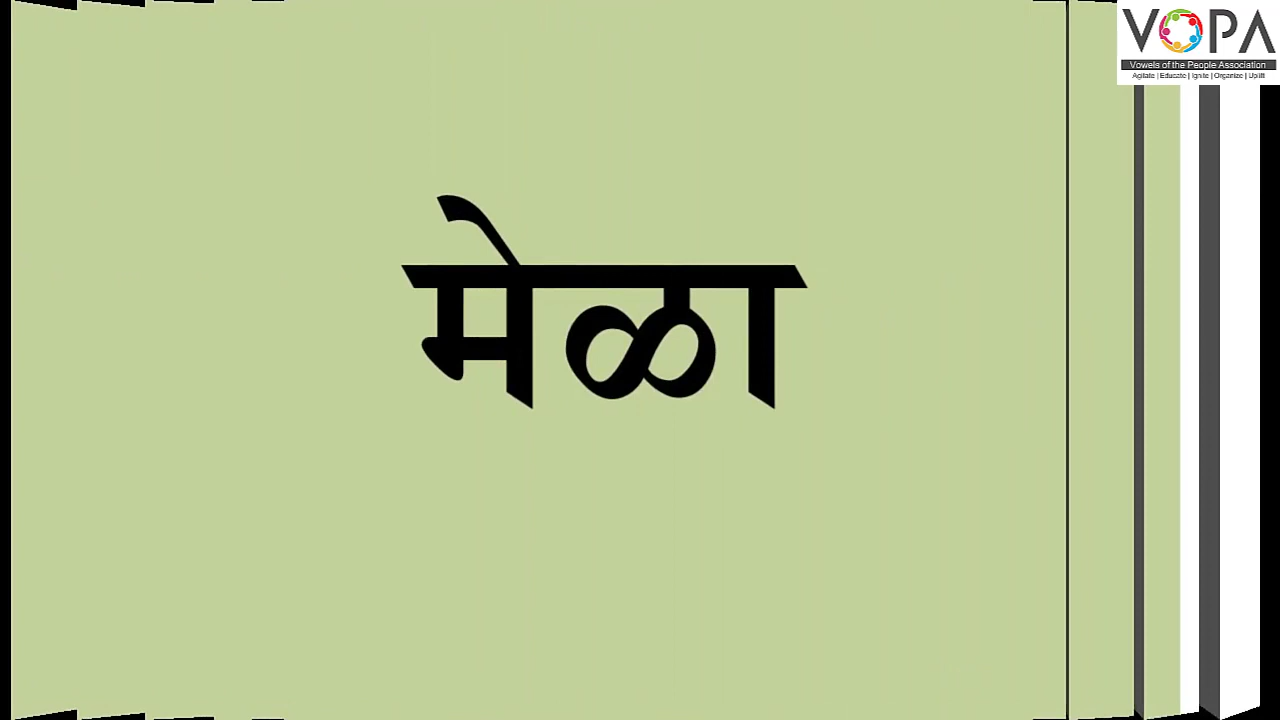 VOPA
Vowels of the People Association
Agitate | Educate | Ignite | Organize | Uplift
मेळा